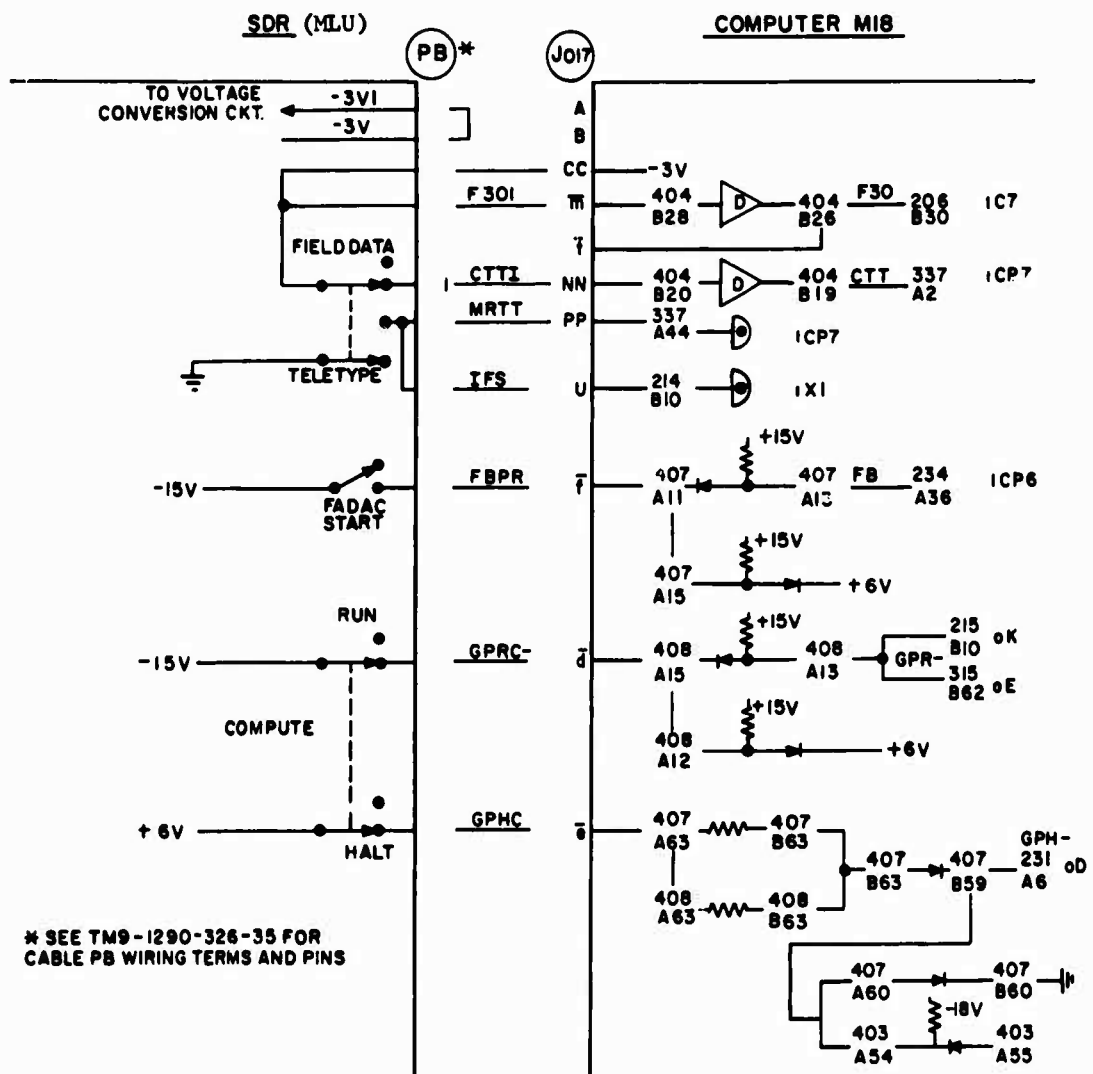 SDR (MLU)
PB *
J017
COMPUTER M18
TO VOLTAGE
CONVERSION CKT.
-3V1
-3V
A
B
CC
-3V
F301
m
404
B28
D
404
B26
F30
206
B30
1C7
f
FIELD DATA
1
CTTI
NN
404
B20
D
404
B19
CTT
337
A2
1CP7
MRTT
PP
337
A44
1CP7
TELETYPE
IFS
U
214
B10
1X1
+15V
-15V
FADAC
START
FBPR
f
407
A11
407
A13
FB
234
A36
1CP6
+15V
407
A15
+6V
RUN
+15V
-15V
GPRC-
d
408
A15
408
A13
GPR-
215
B10
oK
315
B62
oE
COMPUTE
+15V
408
A12
+6V
+6V
HALT
GPHC
e
407
A63
407
B63
407
B63
407
B59
GPH-
231
A6
oD
408
A63
408
B63
* SEE TM9-1290-326-35 FOR
CABLE PB WIRING TERMS AND PINS
407
A60
407
B60
-18V
403
A54
403
A55